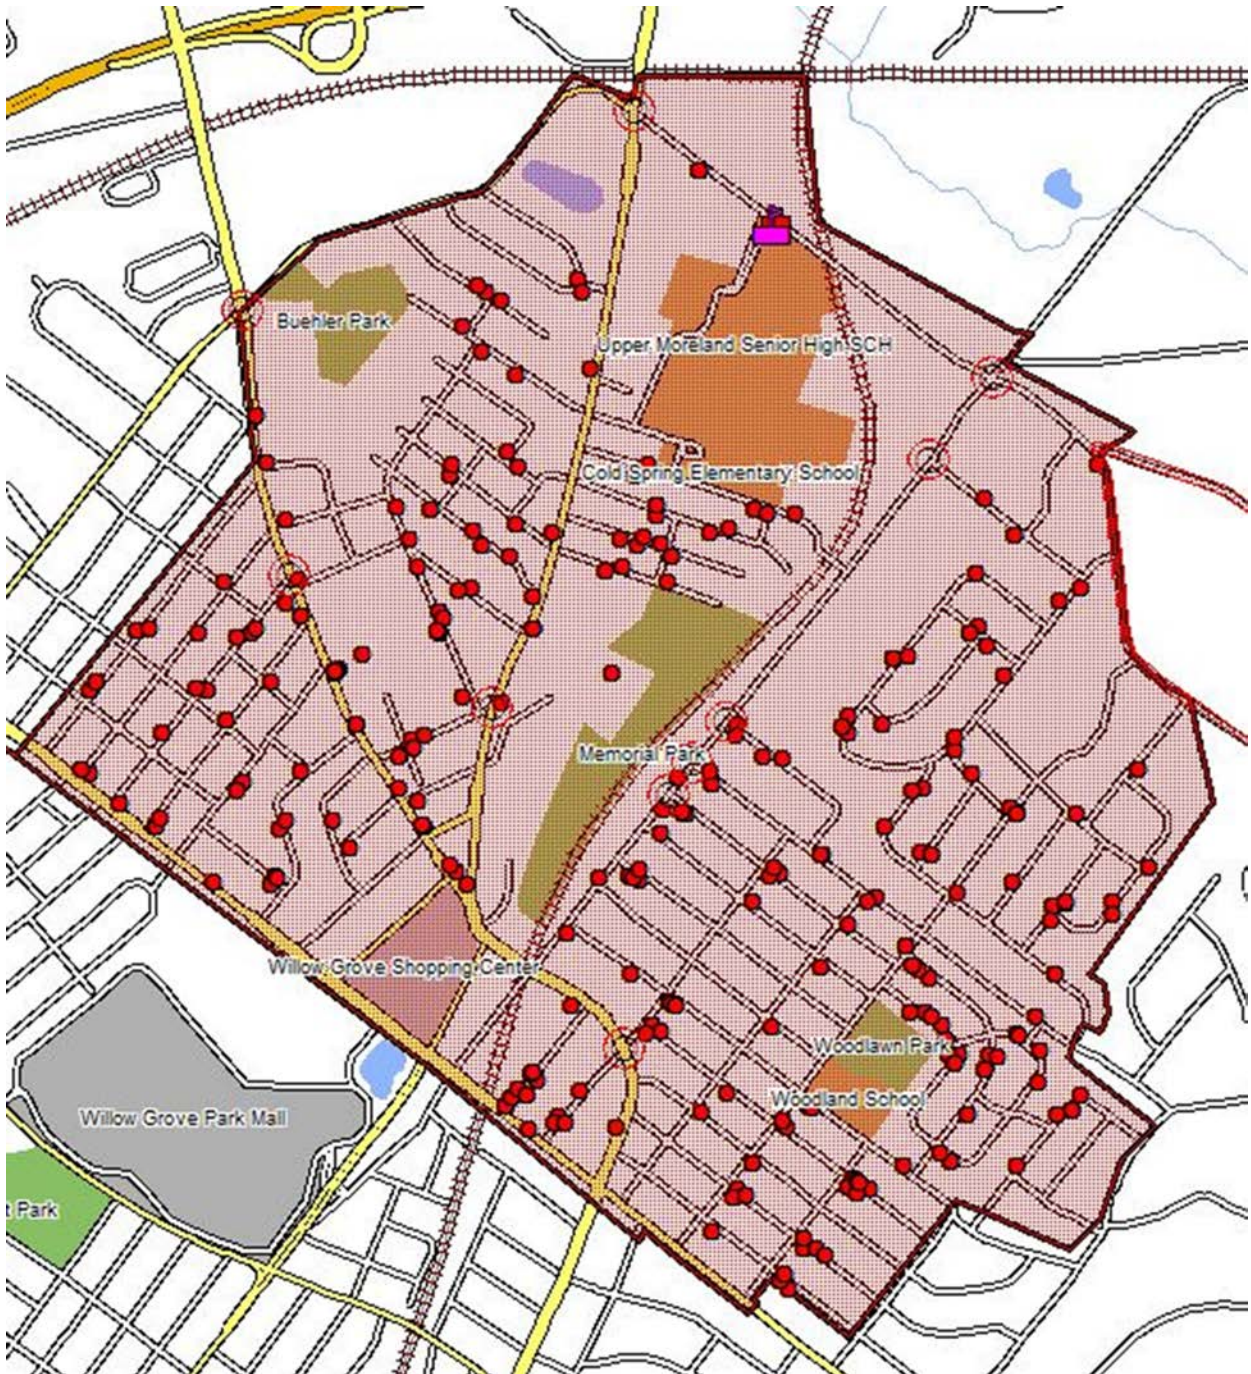 Buehler Park
Upper Moreland Senior High SCH
Cold Spring Elementary School
Memorial Park
Willow Grove Shopping Center
Woodlawn Park
Woodland School
Willow Grove Park Mall
t Park